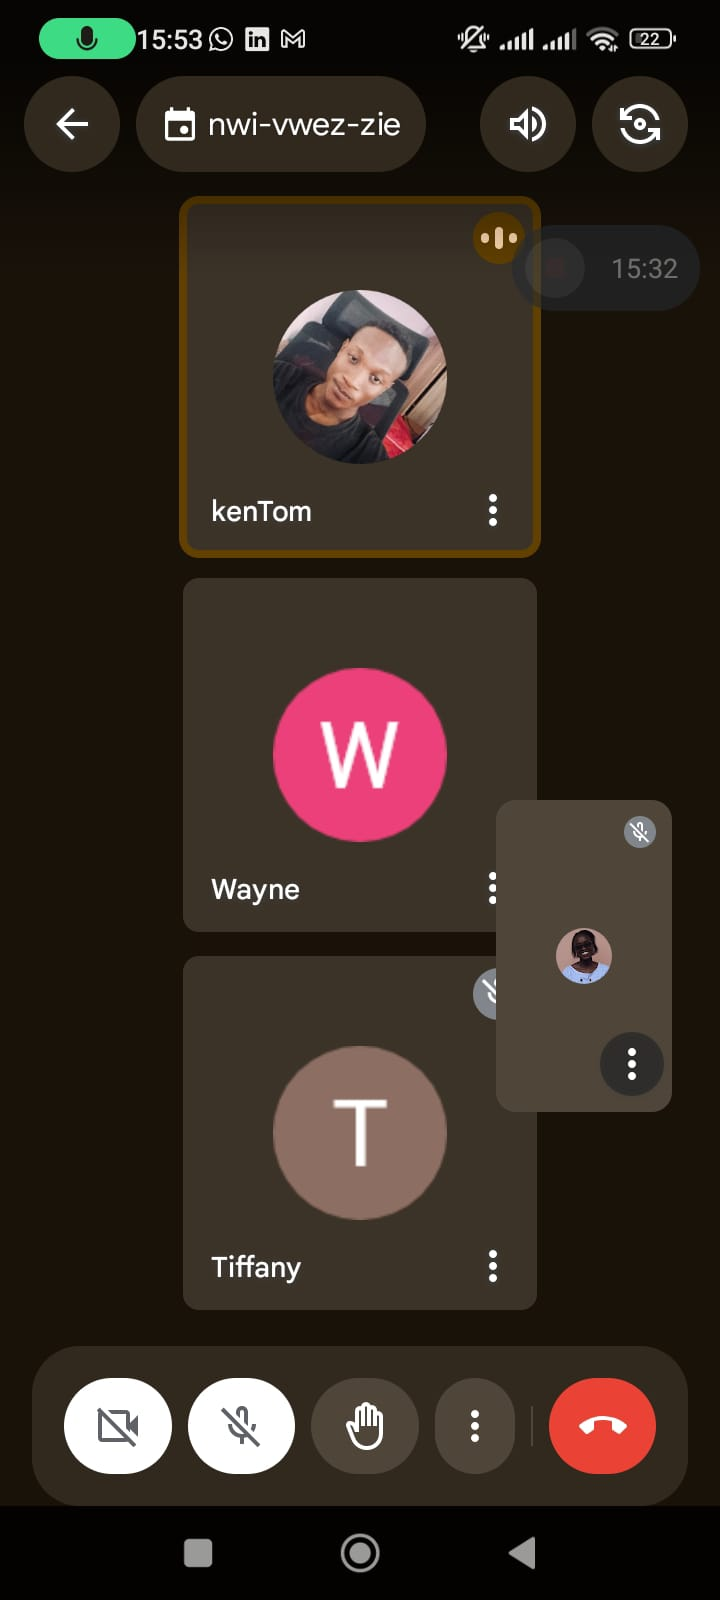 15:53
22
nwi-vwez-zie
15:32
kenTom
W
Wayne
T
Tiffany